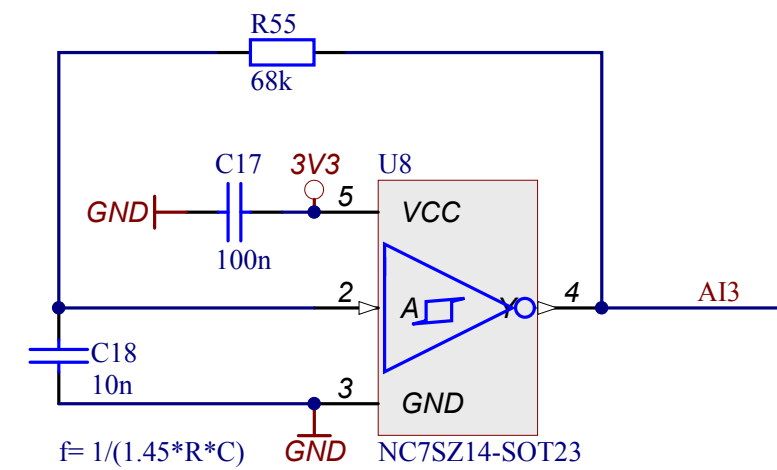 R55
68k
C17
3V3
U8
GND
5
VCC
100n
2
A
Y
4
AI3
C18
10n
3
GND
f= 1/(1.45*R*C)
GND
NC7SZ14-SOT23